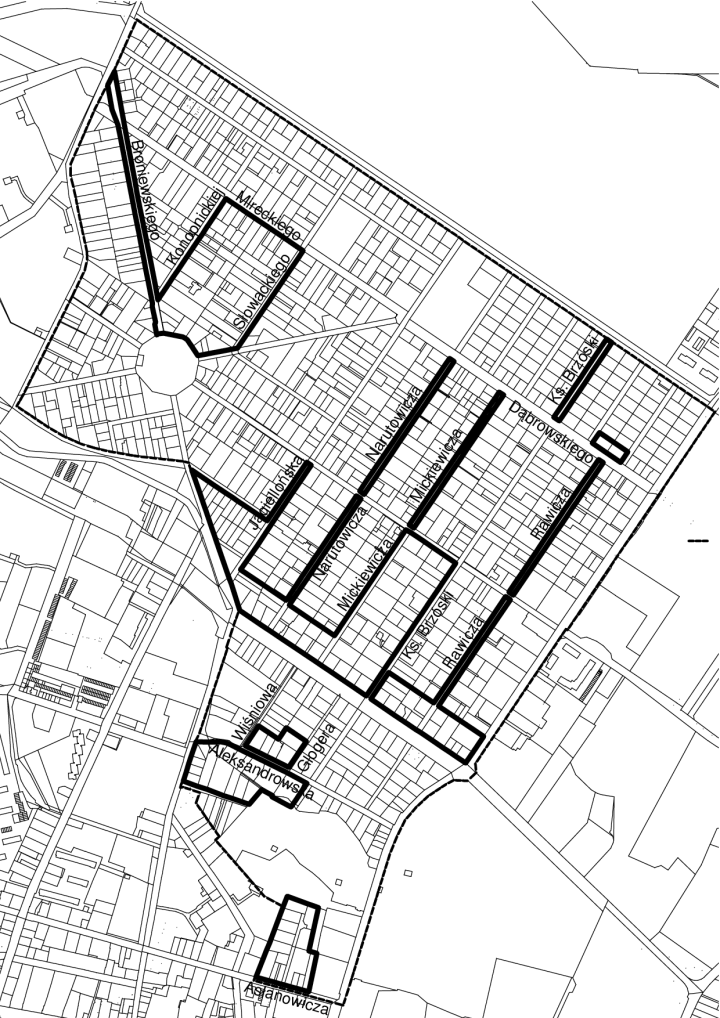 Broniewskiego
Konopnickiej
Mireckiego
Słowackiego
Ks. Brzóski
Dąbrowskiego
Narutowicza
Mickiewicza
Jagiellońska
Rawicza
Narutowicza
Mickiewicza
Ks. Brzóski
Rawicza
Wiśniowa
Glogera
Aleksandrowska
Asłanowicza